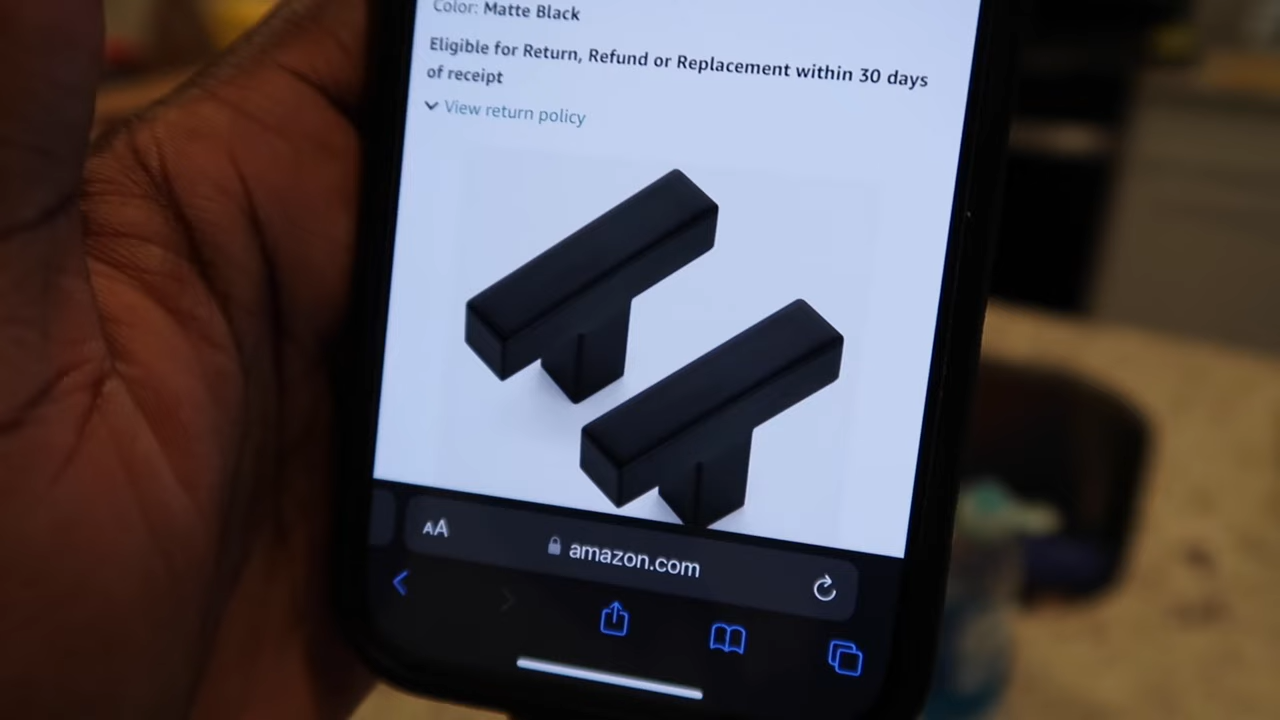 Color: Matte Black
Eligible for Return, Refund or Replacement within 30 days
of receipt
View return policy
AA
amazon.com